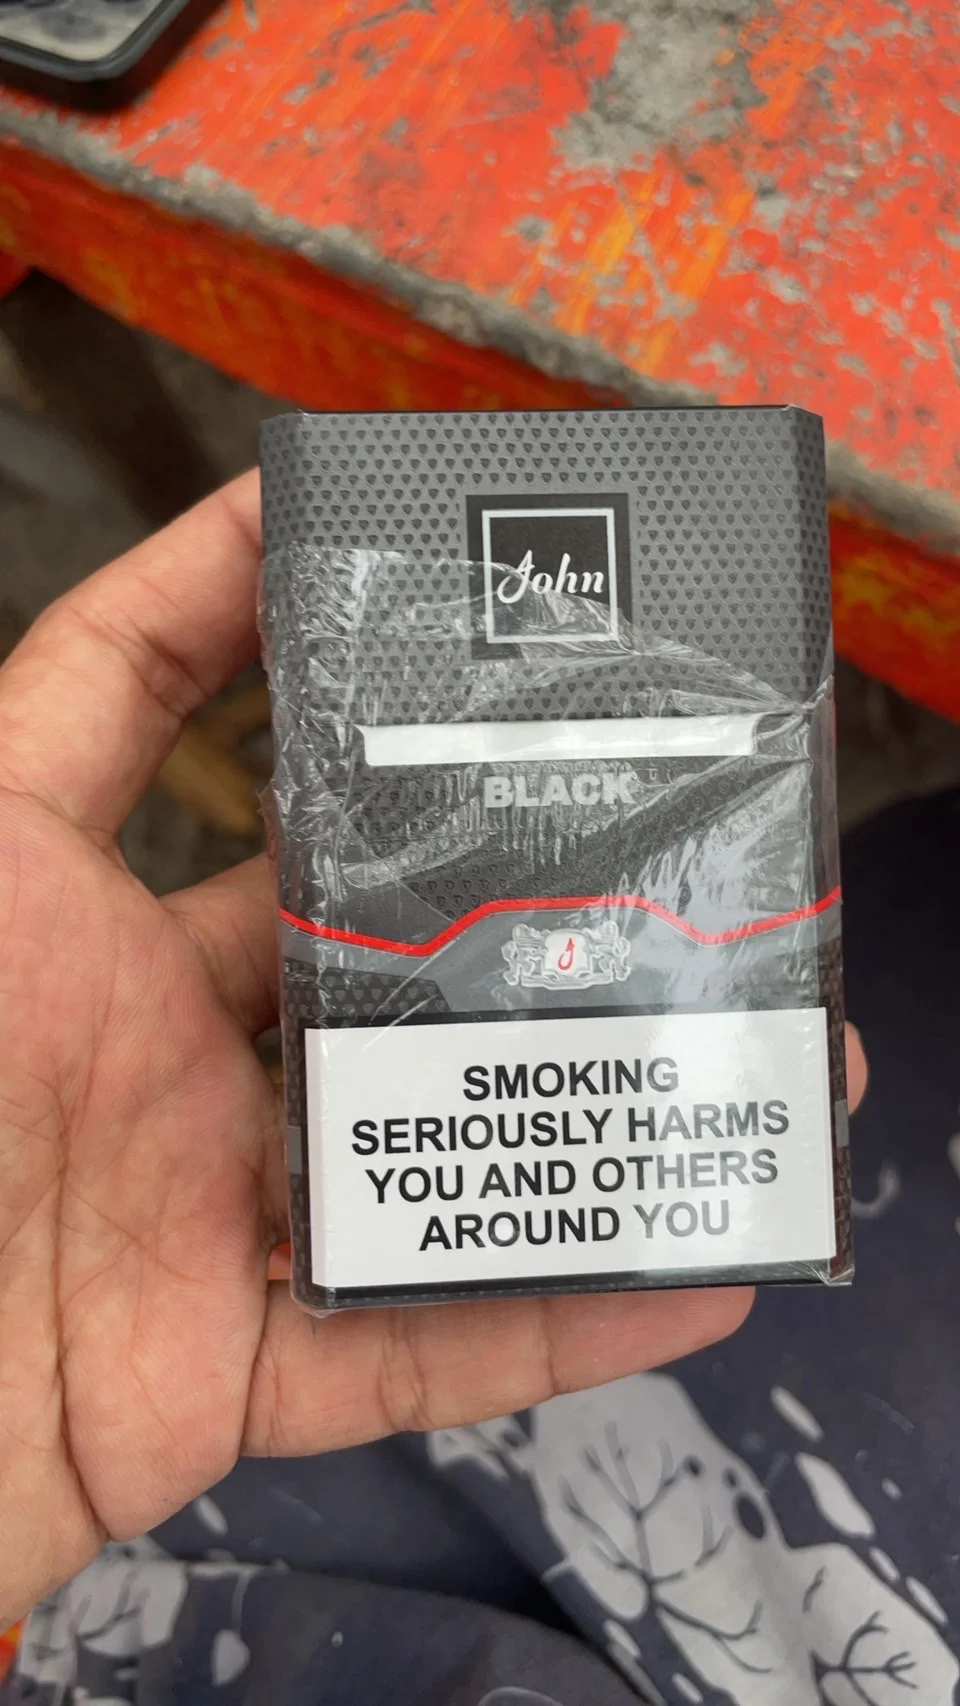 John
BLACK
J
SMOKING
SERIOUSLY HARMS
YOU AND OTHERS
AROUND YOU